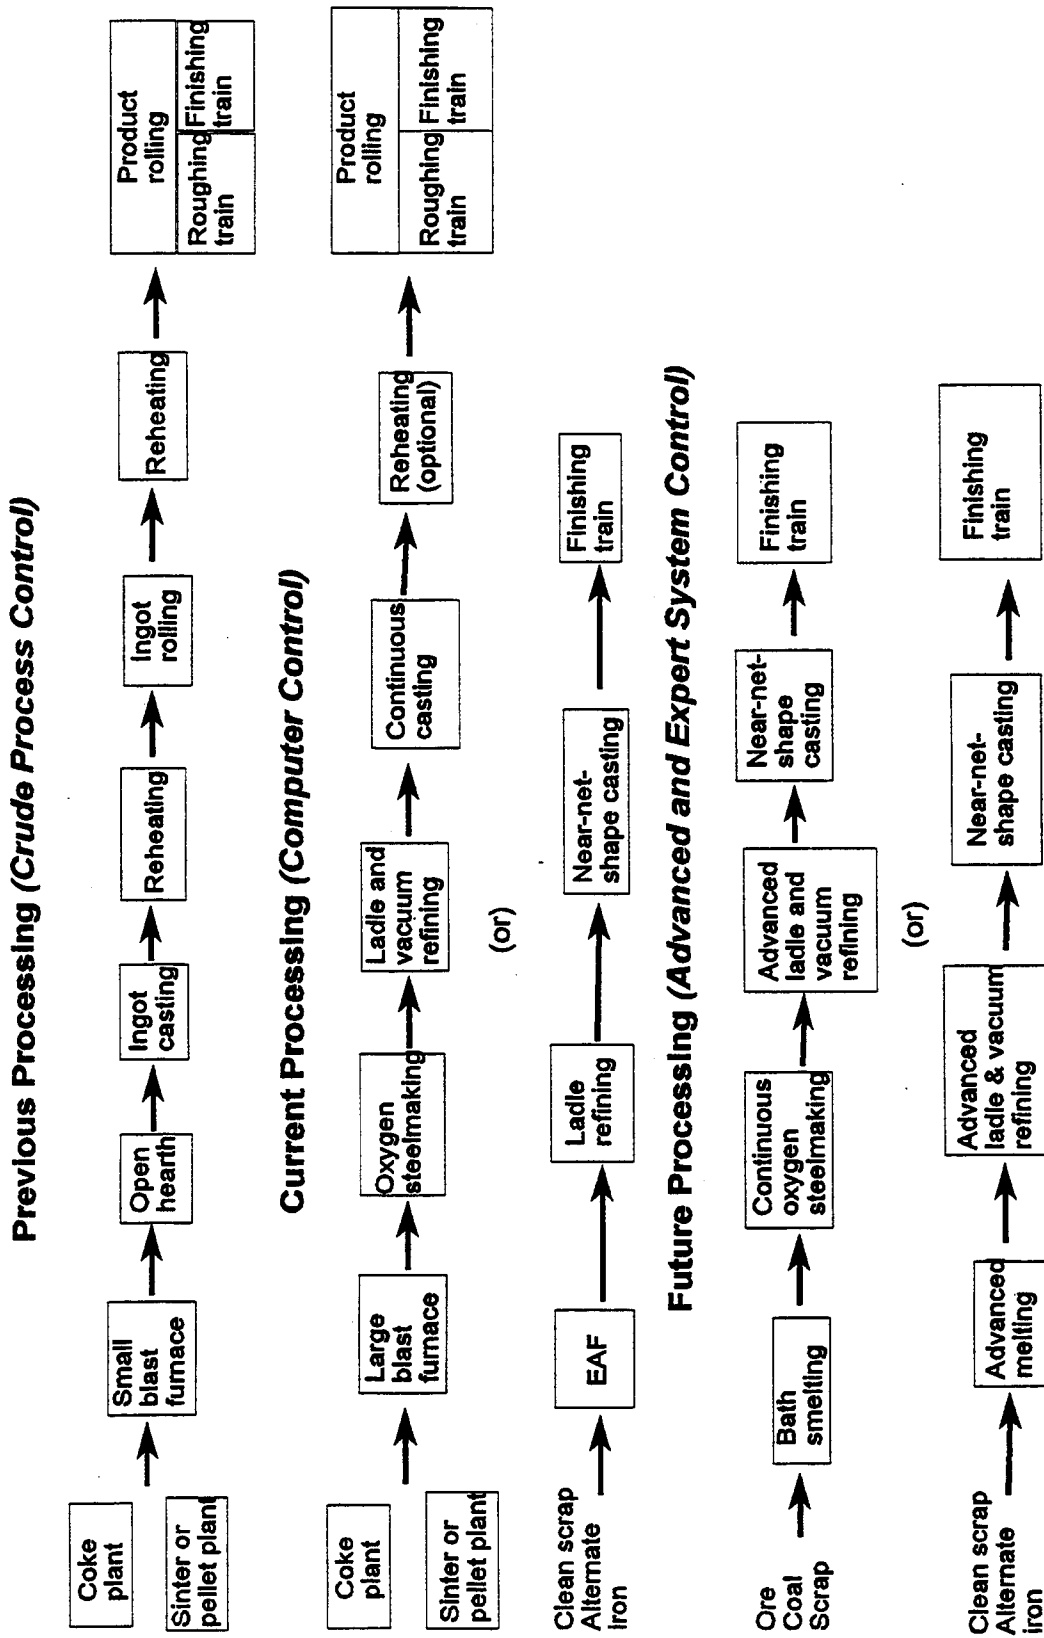 Previous Processing (Crude Process Control)
Coke
plant
Sinter or
pellet plant
Small
blast
furnace
Open
hearth
Ingot
casting
Reheating
Ingot
rolling
Reheating
Product
rolling
Roughing
train
Finishing
train
Current Processing (Computer Control)
Coke
plant
Sinter or
pellet plant
Large
blast
furnace
Oxygen
steelmaking
Ladle and
vacuum
refining
Continuous
casting
Reheating
(optional)
Product
rolling
Roughing
train
Finishing
train
(or)
Clean scrap
Alternate
iron
EAF
Ladle
refining
Near-net-
shape casting
Finishing
train
Future Processing (Advanced and Expert System Control)
Ore
Coal
Scrap
Bath
smelting
Continuous
oxygen
steelmaking
Advanced
ladle and
vacuum
refining
Near-net-
shape
casting
Finishing
train
(or)
Clean scrap
Alternate
iron
Advanced
melting
Advanced
ladle & vacuum
refining
Near-net-
shape casting
Finishing
train